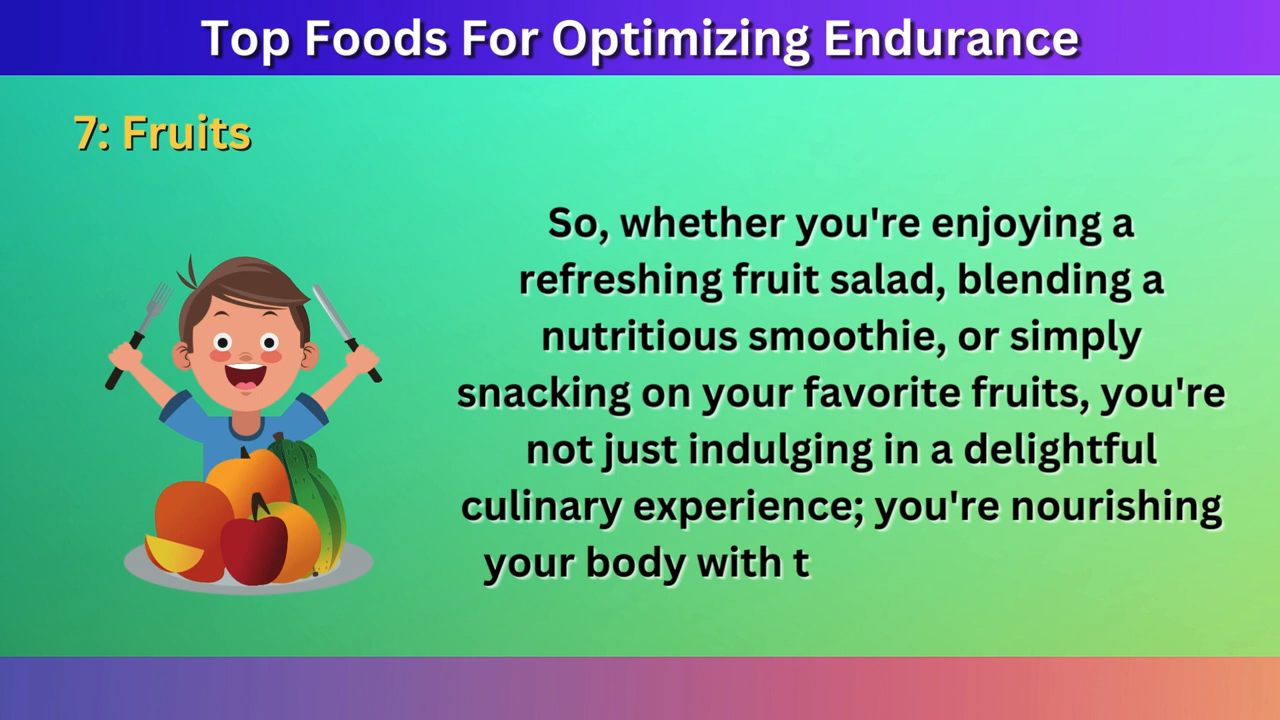 Top Foods For Optimizing Endurance
7: Fruits
So, whether you're enjoying a
refreshing fruit salad, blending a
nutritious smoothie, or simply
snacking on your favorite fruits, you're
not just indulging in a delightful
culinary experience; you're nourishing
your body with t